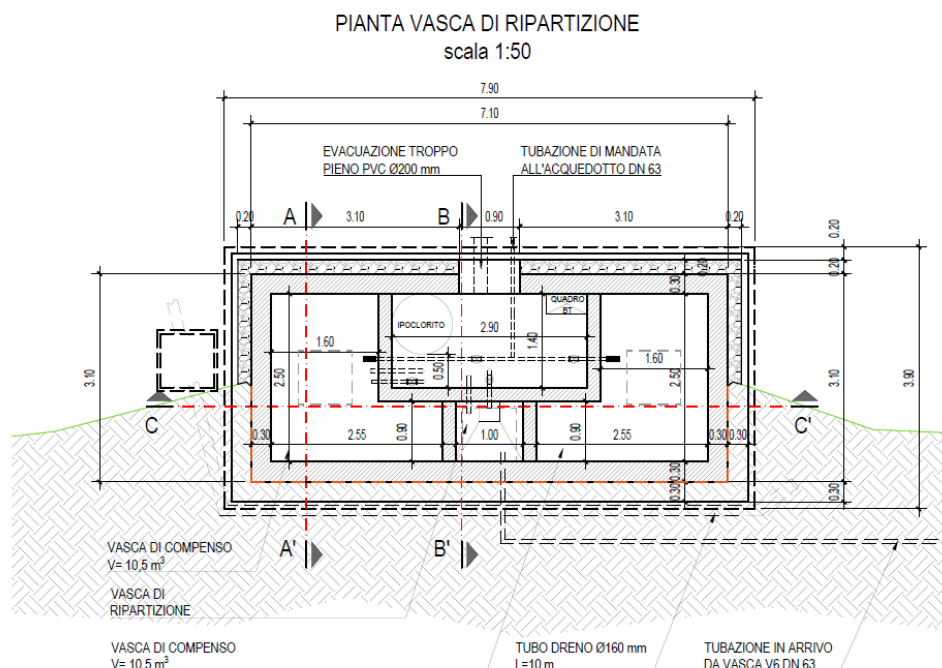 PIANTA VASCA DI RIPARTIZIONE
scala 1:50
7.90
7.10
EVACUAZIONE TROPPO
PIENO PVC Ø200 mm
TUBAZIONE DI MANDATA
ALL'ACQUEDOTTO DN 63
0.20
A
3.10
B
0.90
3.10
0.20
0.20
0.20
0.20
0.30
QUADRO
BT
IPOCLORITO
2.90
1.40
1.60
0.50
1.60
2.50
2.50
3.10
3.90
3.10
C
C'
0.30
2.55
0.90
1.00
0.90
2.55
0.30
0.30
0.30
0.30
0.30
A'
B'
VASCA DI COMPENSO
V= 10,5 m³
VASCA DI
RIPARTIZIONE
VASCA DI COMPENSO
V= 10,5 m³
TUBO DRENO Ø160 mm
L=10 m
TUBAZIONE IN ARRIVO
DA VASCA V6 DN 63